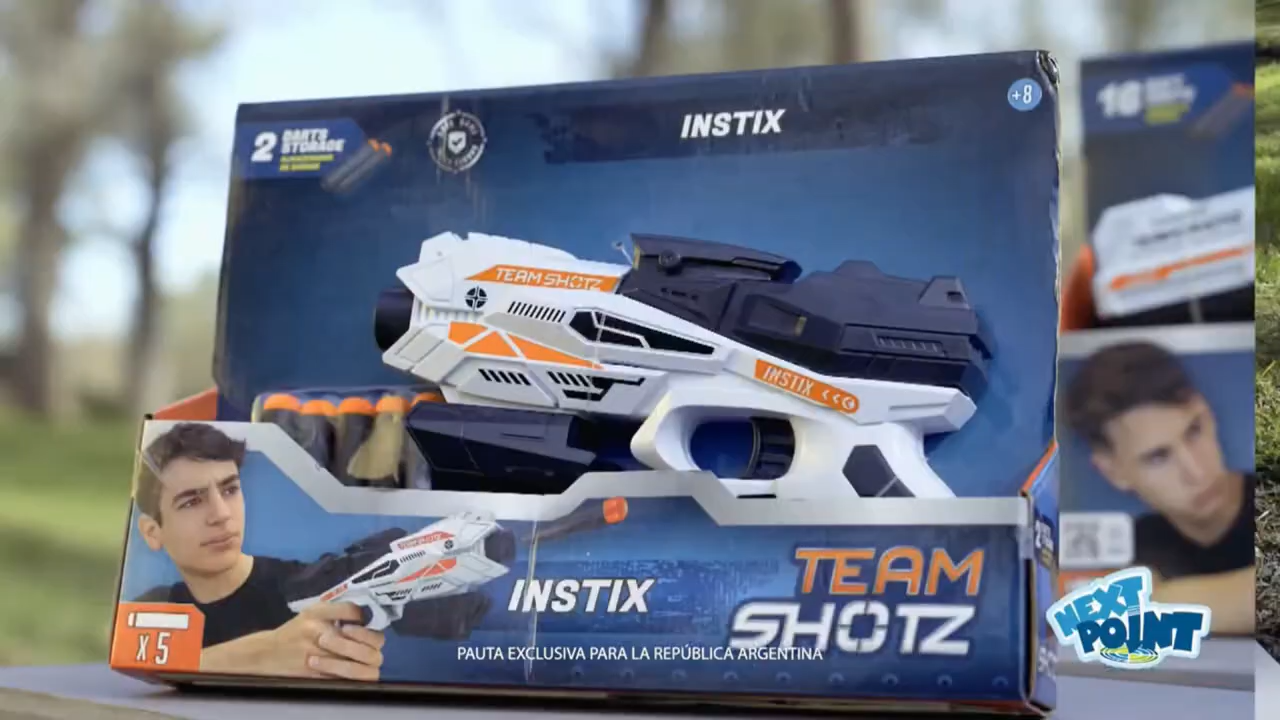 INSTIX
+8
2 DARTS
STORAGE
16
TEAM SHOTZ
INSTIX
INSTIX
TEAM
SHOTZ
X 5
PAUTA EXCLUSIVA PARA LA REPÚBLICA ARGENTINA
NEXT
POINT